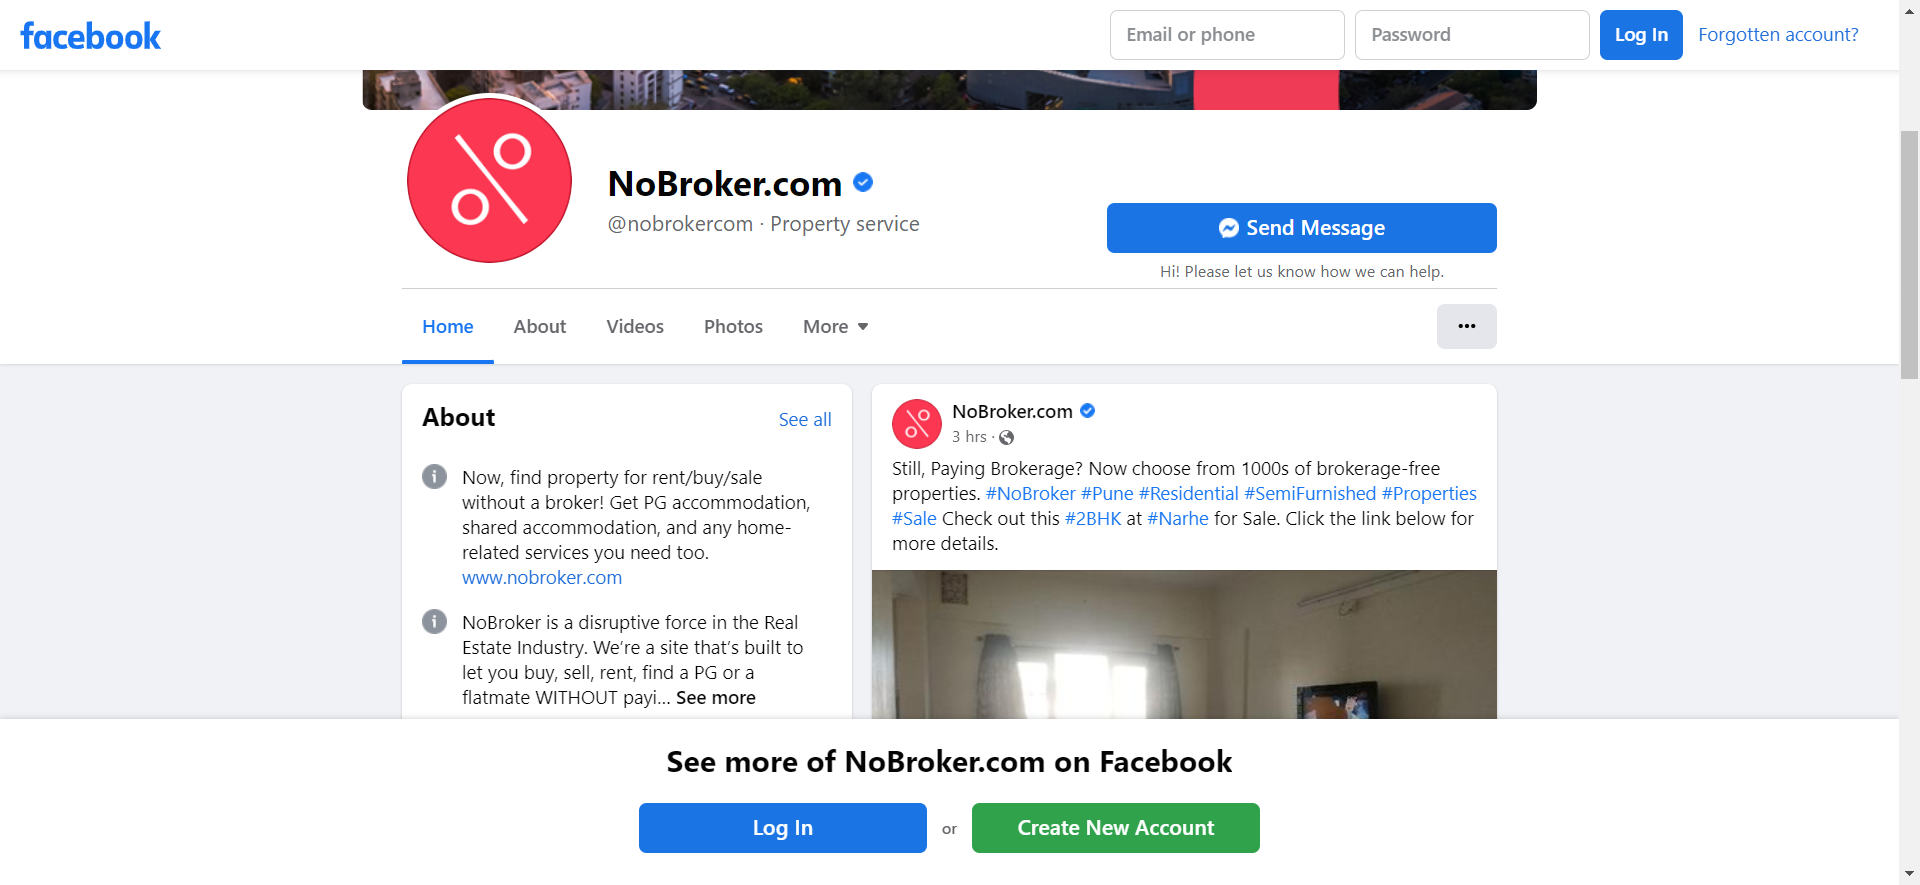 facebook
Email or phone
Password
Log In
Forgotten account?
NoBroker.com
@nobrokercom · Property service
Send Message
Hi! Please let us know how we can help.
Home
About
Videos
Photos
More
About
See all
Now, find property for rent/buy/sale
without a broker! Get PG accommodation,
shared accommodation, and any home-
related services you need too.
www.nobroker.com
NoBroker is a disruptive force in the Real
Estate Industry. We’re a site that’s built to
let you buy, sell, rent, find a PG or a
flatmate WITHOUT payi... See more
NoBroker.com
3 hrs ·
Still, Paying Brokerage? Now choose from 1000s of brokerage-free
properties. #NoBroker #Pune #Residential #SemiFurnished #Properties
#Sale Check out this #2BHK at #Narhe for Sale. Click the link below for
more details.
See more of NoBroker.com on Facebook
Log In
or
Create New Account